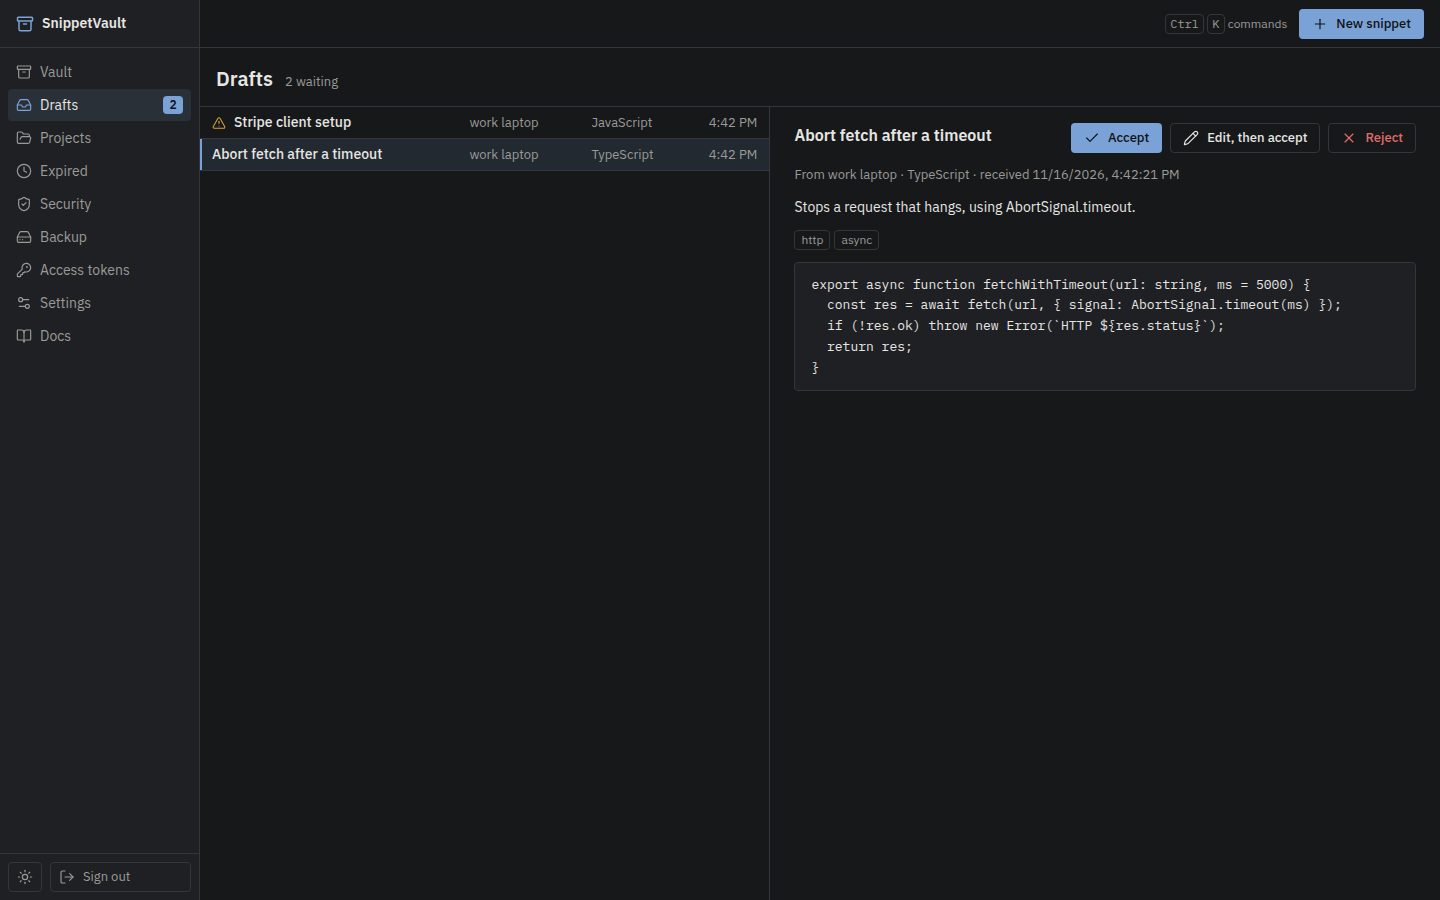 SnippetVault
Ctrl K commands
New snippet
Vault
Drafts 2
Projects
Expired
Security
Backup
Access tokens
Settings
Docs
Sign out
Drafts 2 waiting
Stripe client setup work laptop JavaScript 4:42 PM
Abort fetch after a timeout work laptop TypeScript 4:42 PM
Abort fetch after a timeout
Accept
Edit, then accept
Reject
From work laptop · TypeScript · received 11/16/2026, 4:42:21 PM
Stops a request that hangs, using AbortSignal.timeout.
http async
export async function fetchWithTimeout(url: string, ms = 5000) {
  const res = await fetch(url, { signal: AbortSignal.timeout(ms) });
  if (!res.ok) throw new Error(`HTTP ${res.status}`);
  return res;
}